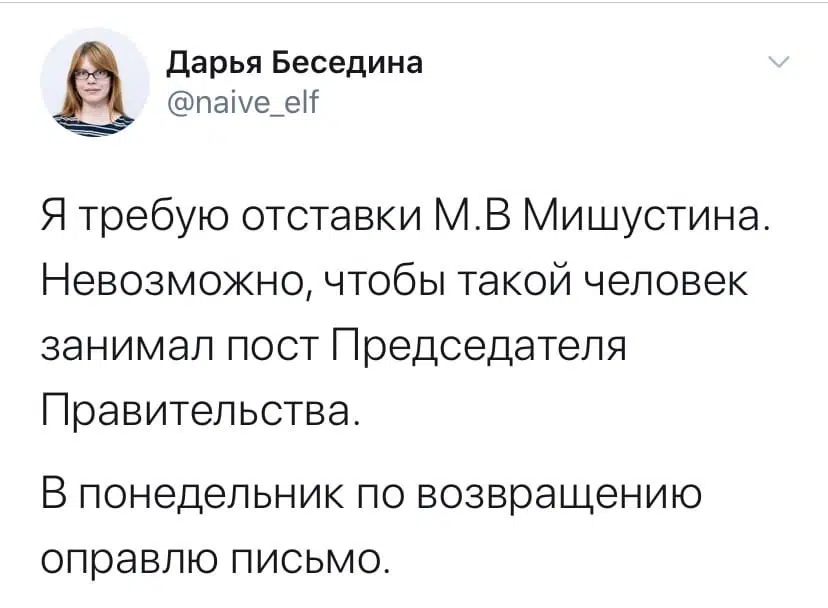 Дарья Беседина
@naive_elf
Я требую отставки М.В Мишустина.
Невозможно, чтобы такой человек
занимал пост Председателя
Правительства.
В понедельник по возвращению
оправлю письмо.